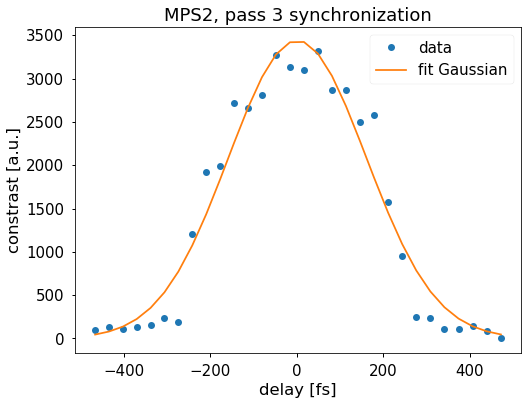 MPS2, pass 3 synchronization
data
fit Gaussian
constrast [a.u.]
3500
3000
2500
2000
1500
1000
500
0
−400 −200 0 200 400
delay [fs]